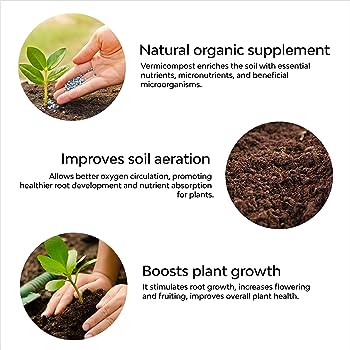 Natural organic supplement
Vermicompost enriches the soil with essential
nutrients, micronutrients, and beneficial
microorganisms.
Improves soil aeration
Allows better oxygen circulation, promoting
healthier root development and nutrient absorption
for plants.
Boosts plant growth
It stimulates root growth, increases flowering
and fruiting, improves overall plant health.